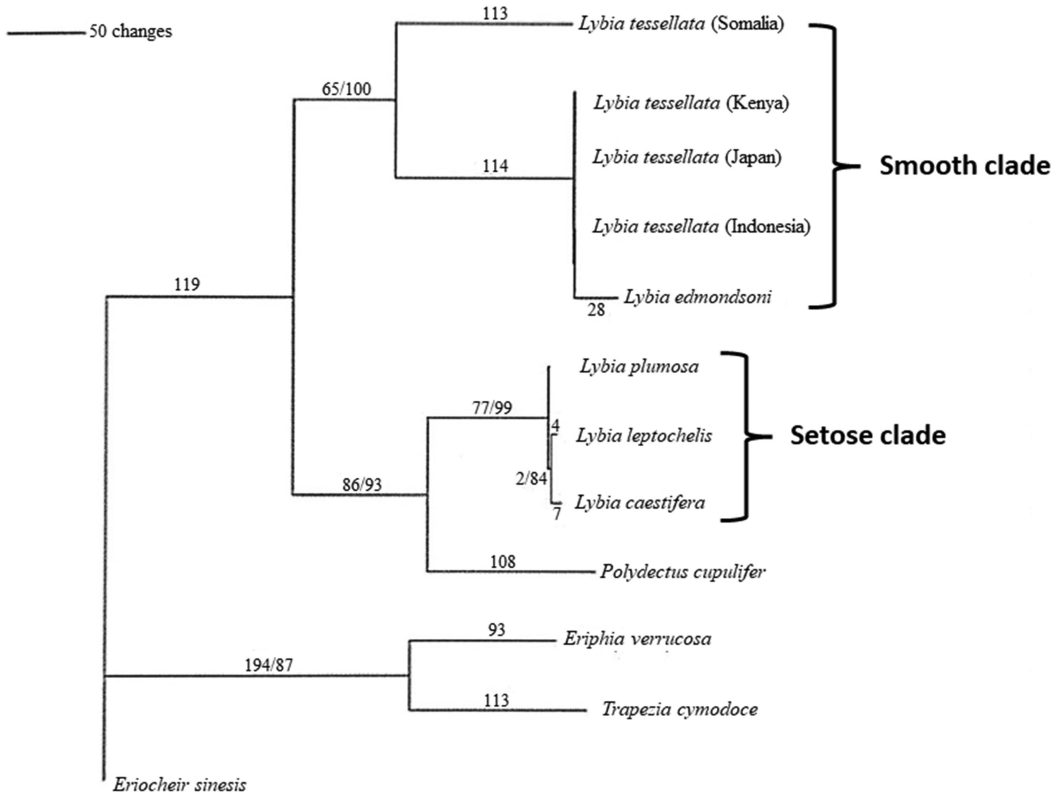 50 changes
113
Lybia tessellata (Somalia)
65/100
Lybia tessellata (Kenya)
Lybia tessellata (Japan)
114
Smooth clade
Lybia tessellata (Indonesia)
119
Lybia edmondsoni
28
Lybia plumosa
77/99
4
Lybia leptochelis
Setose clade
2/84
86/93
Lybia caestifera
7
108
Polydectus cupulifer
93
Eriphia verrucosa
194/87
113
Trapezia cymodoce
Eriocheir sinesis